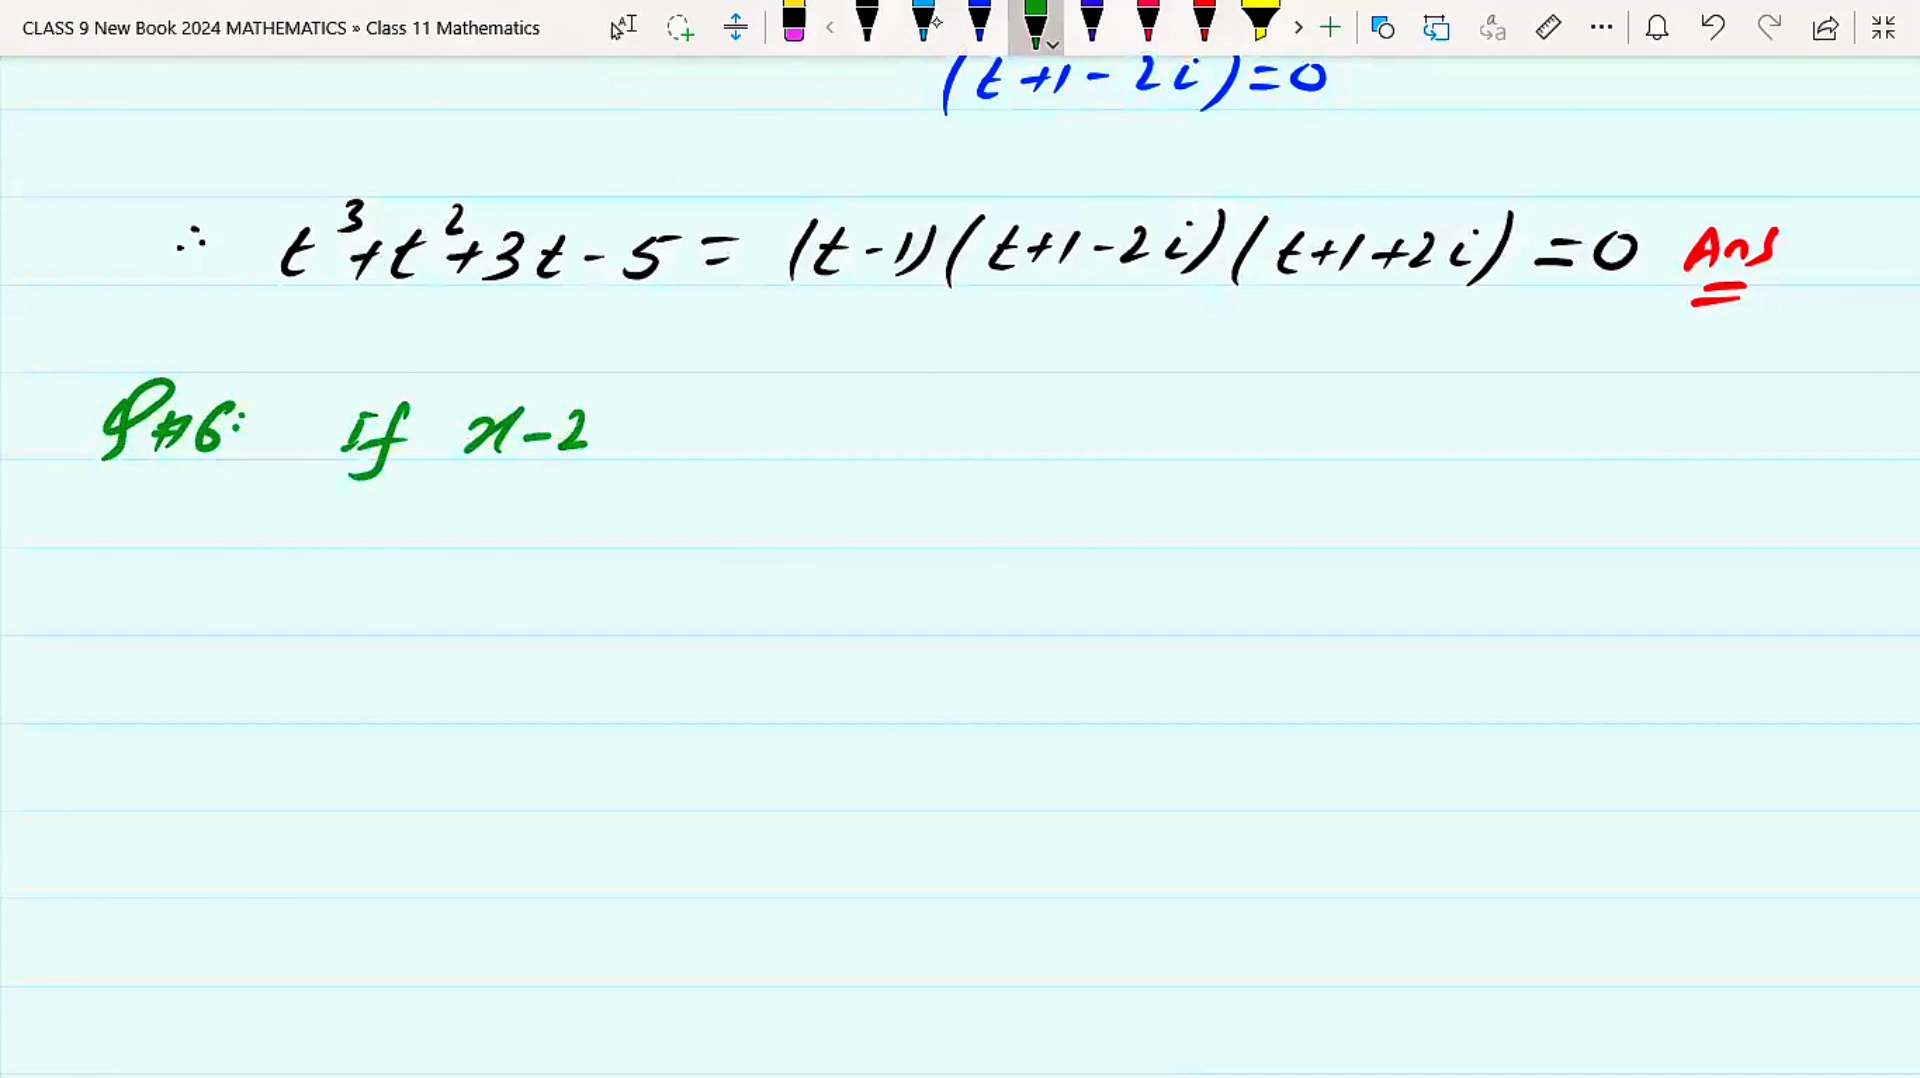 CLASS 9 New Book 2024 MATHEMATICS » Class 11 Mathematics
(t+1-2i)=0
∴ t³+t²+3t-5 = (t-1)(t+1-2i)(t+1+2i)=0 Ans
Q#6: if x-2